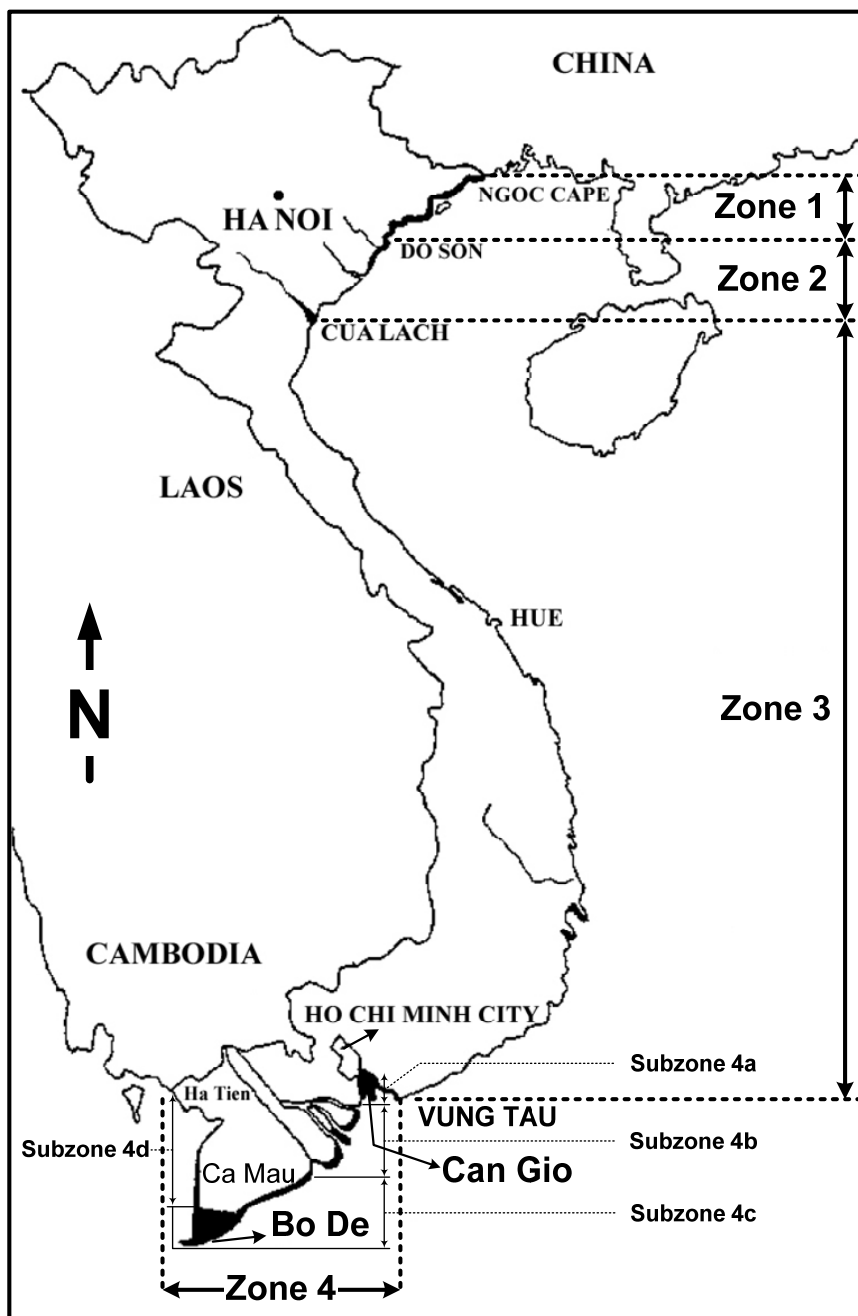 CHINA
NGOC CAPE
Zone 1
HA NOI
DO SON
Zone 2
CUA LACH
LAOS
HUE
N
Zone 3
CAMBODIA
HO CHI MINH CITY
Subzone 4a
Ha Tien
VUNG TAU
Subzone 4b
Subzone 4d
Ca Mau
Can Gio
Subzone 4c
Bo De
Zone 4